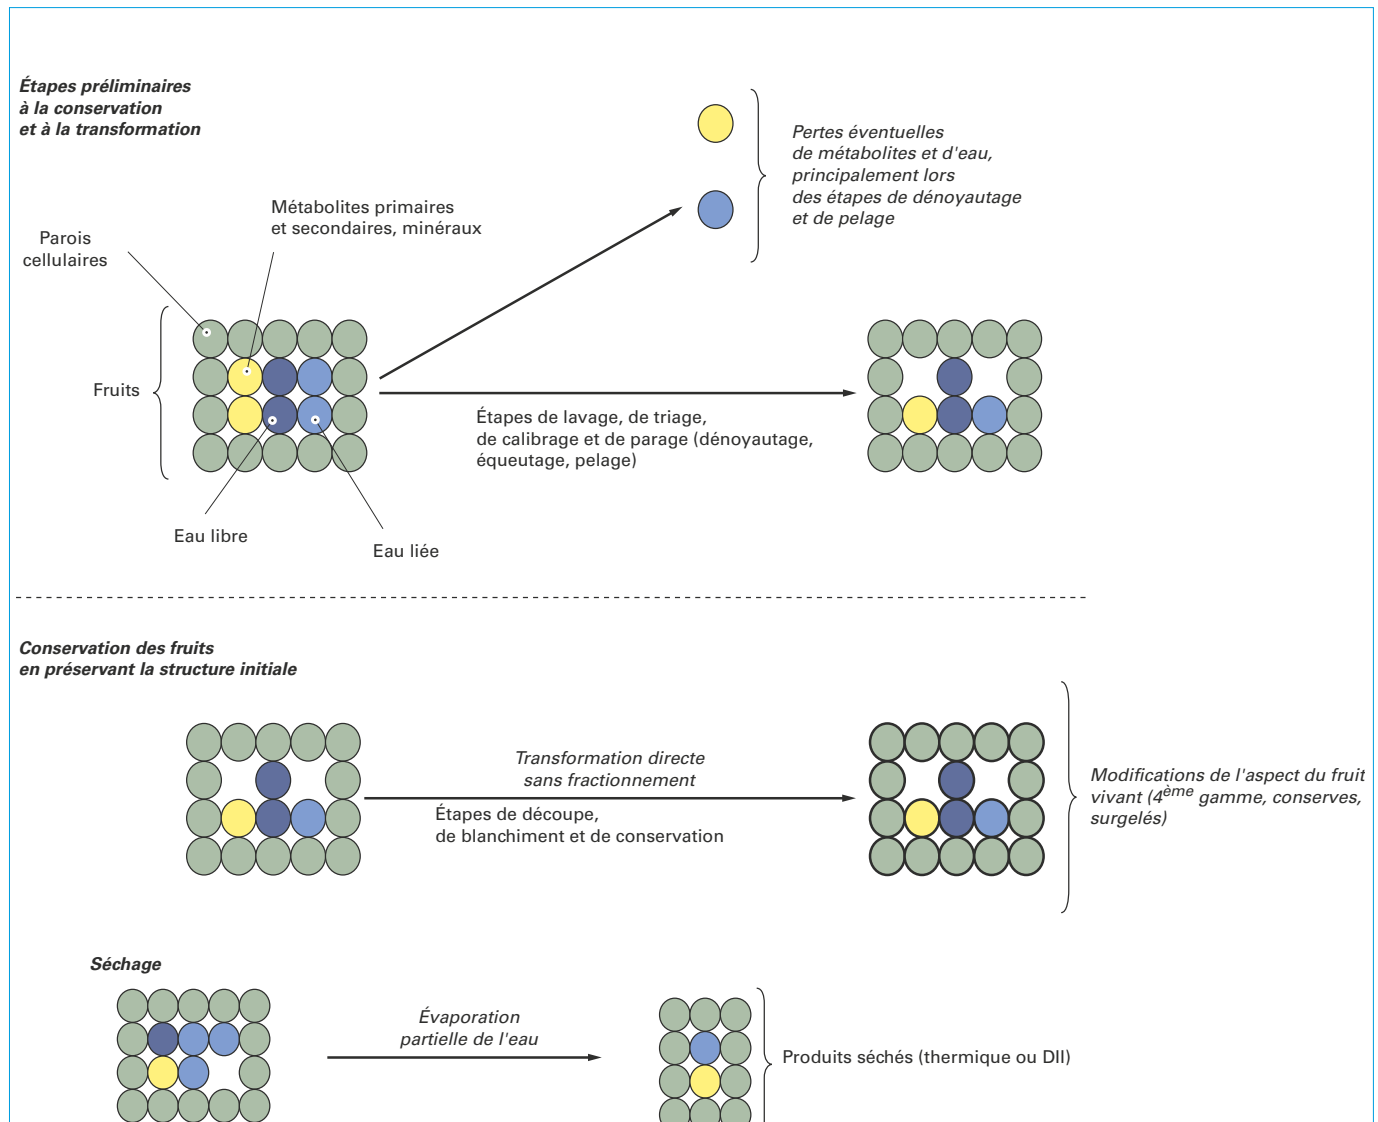 Étapes préliminaires
à la conservation
et à la transformation
Pertes éventuelles
de métabolites et d'eau,
principalement lors
des étapes de dénoyautage
et de pelage
Métabolites primaires
et secondaires, minéraux
Parois
cellulaires
Fruits
Étapes de lavage, de triage,
de calibrage et de parage (dénoyautage,
équeutage, pelage)
Eau libre
Eau liée
Conservation des fruits
en préservant la structure initiale
Transformation directe
sans fractionnement
Étapes de découpe,
de blanchiment et de conservation
Modifications de l'aspect du fruit
vivant (4ème gamme, conserves,
surgelés)
Séchage
Évaporation
partielle de l'eau
Produits séchés (thermique ou DII)